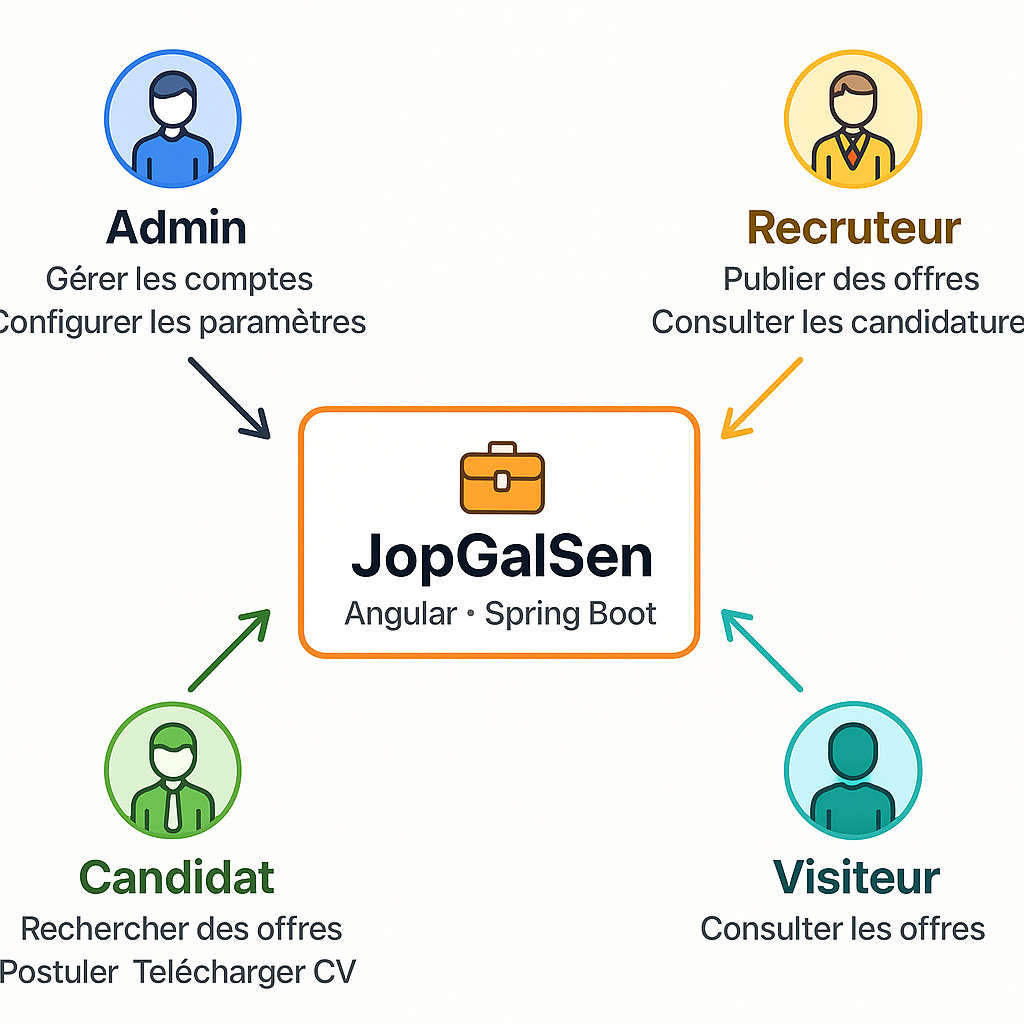 Admin
Gérer les comptes
Configurer les paramètres
Recruteur
Publier des offres
Consulter les candidature
JopGalSen
Angular • Spring Boot
Candidat
Rechercher des offres
Postuler Telécharger CV
Visiteur
Consulter les offres